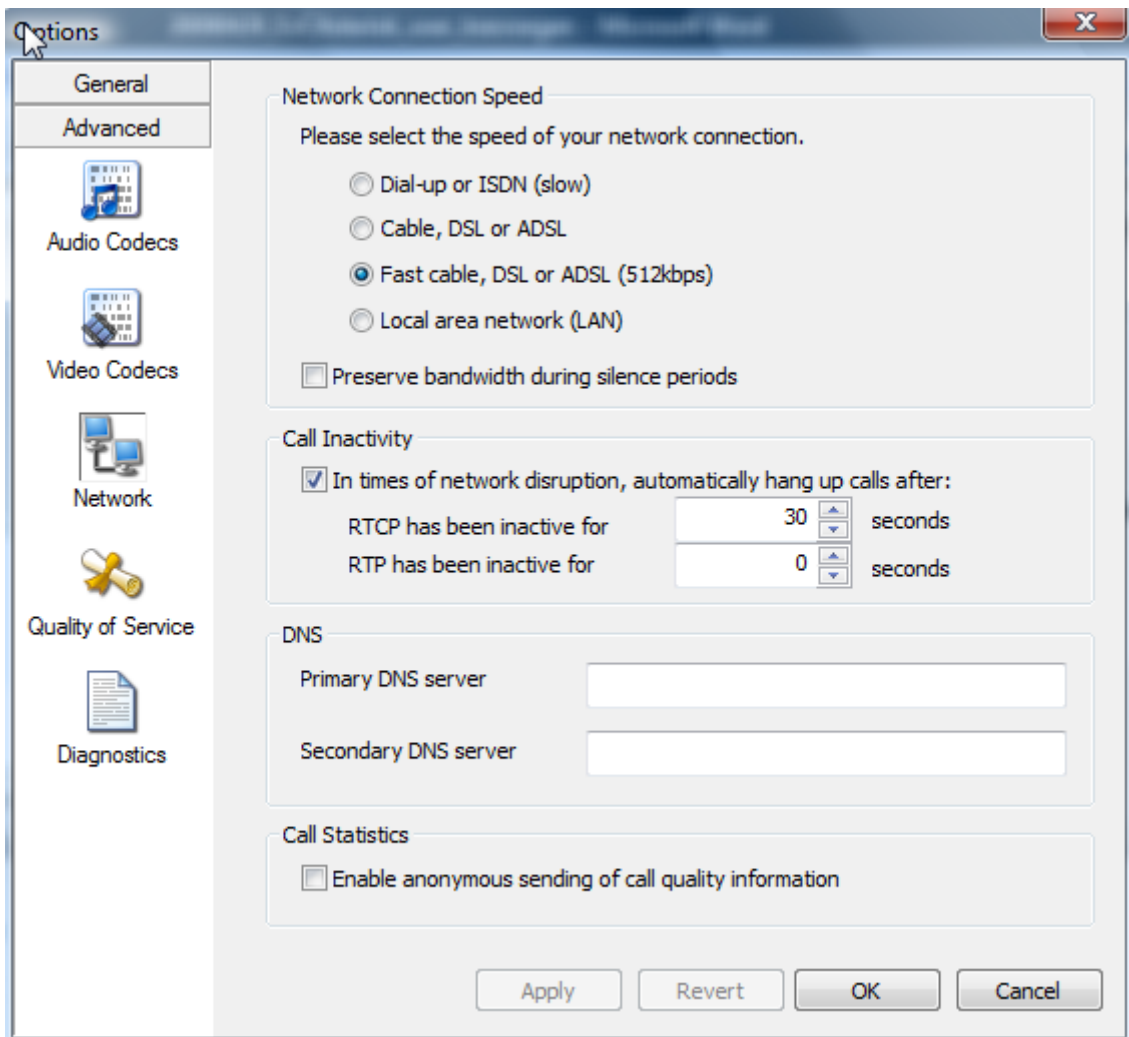 Options
General
Advanced
Audio Codecs
Video Codecs
Network
Quality of Service
Diagnostics
Network Connection Speed
Please select the speed of your network connection.
Dial-up or ISDN (slow)
Cable, DSL or ADSL
Fast cable, DSL or ADSL (512kbps)
Local area network (LAN)
Preserve bandwidth during silence periods
Call Inactivity
In times of network disruption, automatically hang up calls after:
RTCP has been inactive for 30 seconds
RTP has been inactive for 0 seconds
DNS
Primary DNS server
Secondary DNS server
Call Statistics
Enable anonymous sending of call quality information
Apply Revert OK Cancel